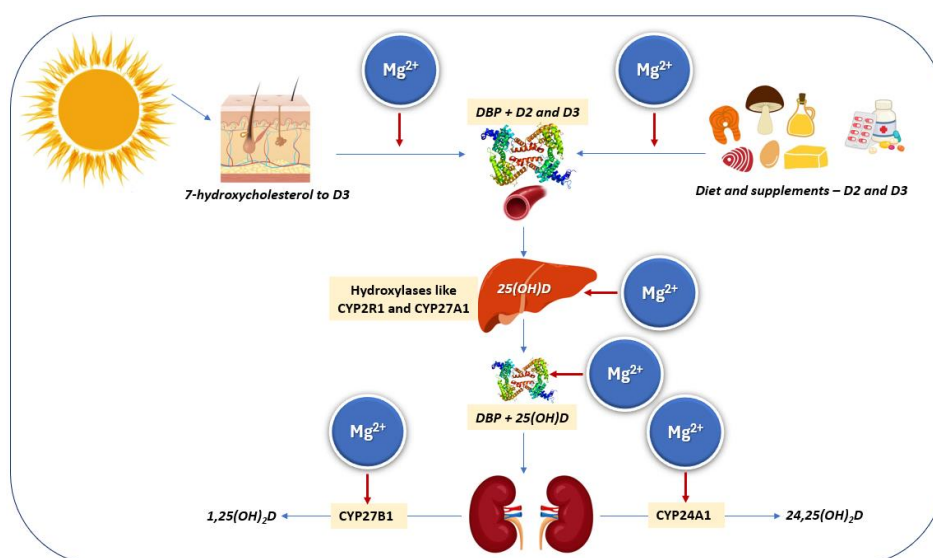 Mg2+
Mg2+
DBP + D2 and D3
7-hydroxycholesterol to D3
Diet and supplements – D2 and D3
Hydroxylases like
CYP2R1 and CYP27A1
25(OH)D
Mg2+
Mg2+
DBP + 25(OH)D
Mg2+
Mg2+
1,25(OH)2D
CYP27B1
CYP24A1
24,25(OH)2D